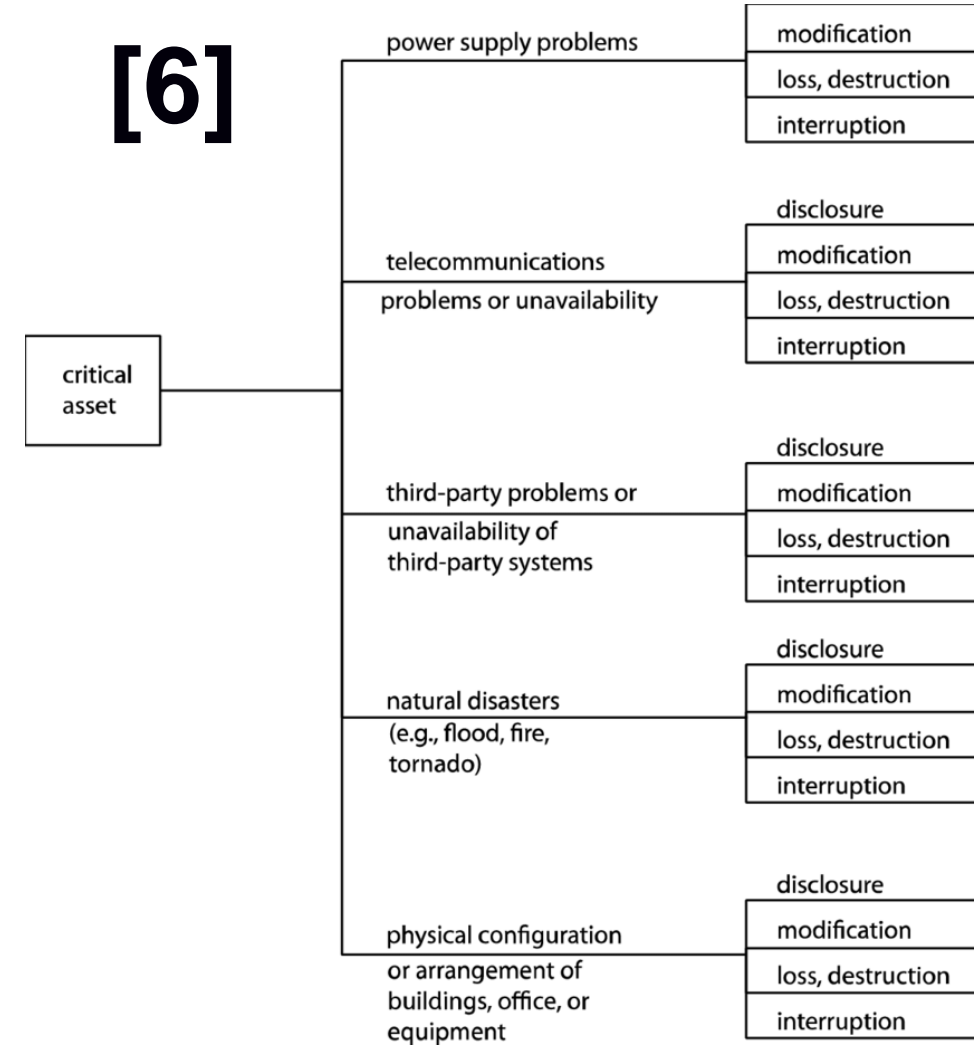 [6]
power supply problems
modification
loss, destruction
interruption
disclosure
telecommunications
modification
problems or unavailability
loss, destruction
interruption
critical
asset
disclosure
third-party problems or
modification
unavailability of
loss, destruction
third-party systems
interruption
disclosure
natural disasters
modification
(e.g., flood, fire,
loss, destruction
tornado)
interruption
disclosure
physical configuration
modification
or arrangement of
loss, destruction
buildings, office, or
interruption
equipment